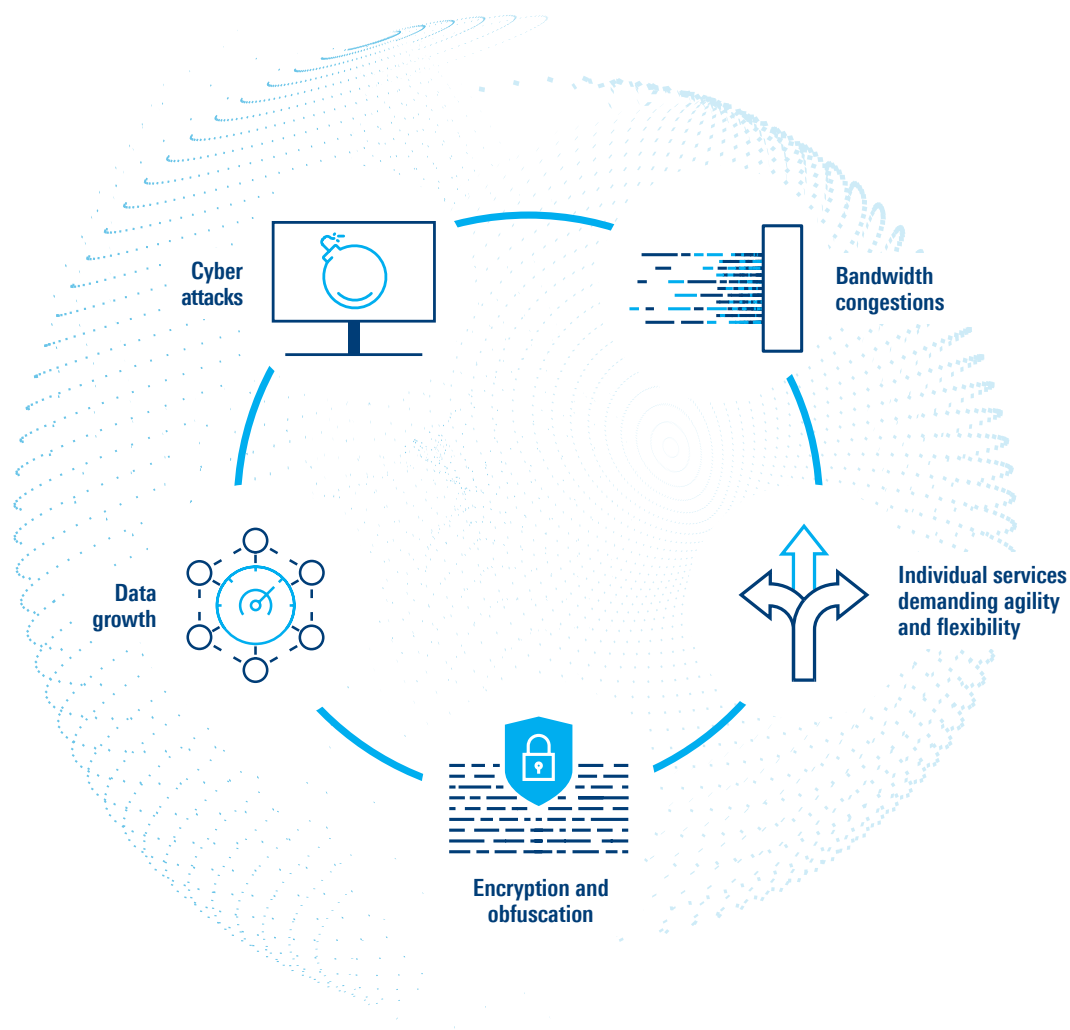 Cyber
attacks
Bandwidth
congestions
Individual services
demanding agility
and flexibility
Encryption and
obfuscation
Data
growth